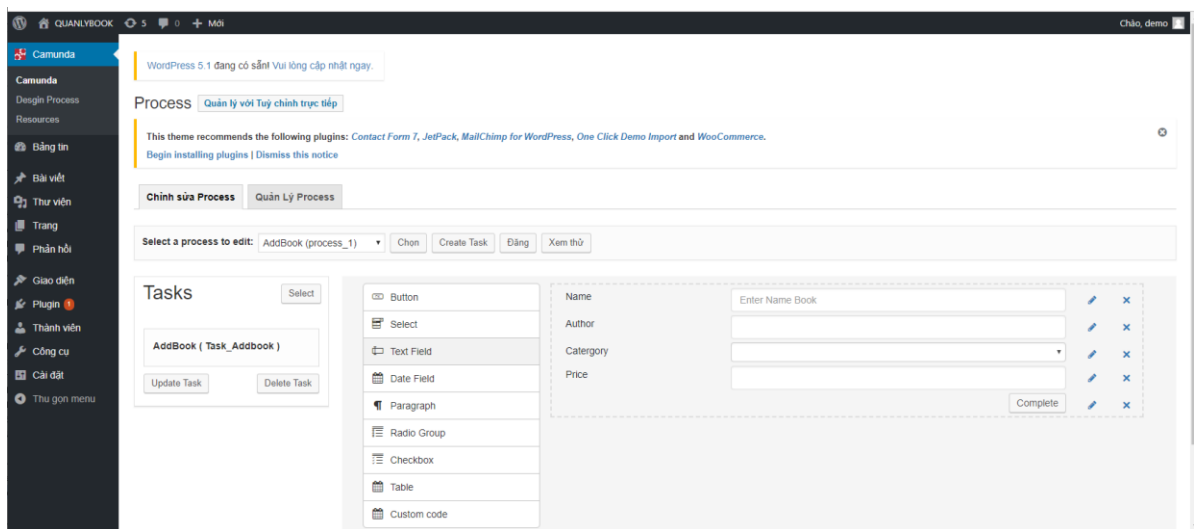 QUANLYBOOK 5 0 + Mới Chào, demo
Camunda
Camunda
Desgin Process
Resources
Bảng tin
Bài viết
Thư viện
Trang
Phản hồi
Giao diện
Plugin 1
Thành viên
Công cụ
Cài đặt
Thu gọn menu
WordPress 5.1 đang có sẵn! Vui lòng cập nhật ngay.
Process Quản lý với Tuỳ chỉnh trực tiếp
This theme recommends the following plugins: Contact Form 7, JetPack, MailChimp for WordPress, One Click Demo Import and WooCommerce.
Begin installing plugins | Dismiss this notice
Chỉnh sửa Process Quản Lý Process
Select a process to edit: AddBook (process_1) Chọn Create Task Đăng Xem thử
Tasks Select
AddBook ( Task_Addbook )
Update Task Delete Task
Button
Select
Text Field
Date Field
Paragraph
Radio Group
Checkbox
Table
Custom code
Name Enter Name Book
Author
Catergory
Price
Complete